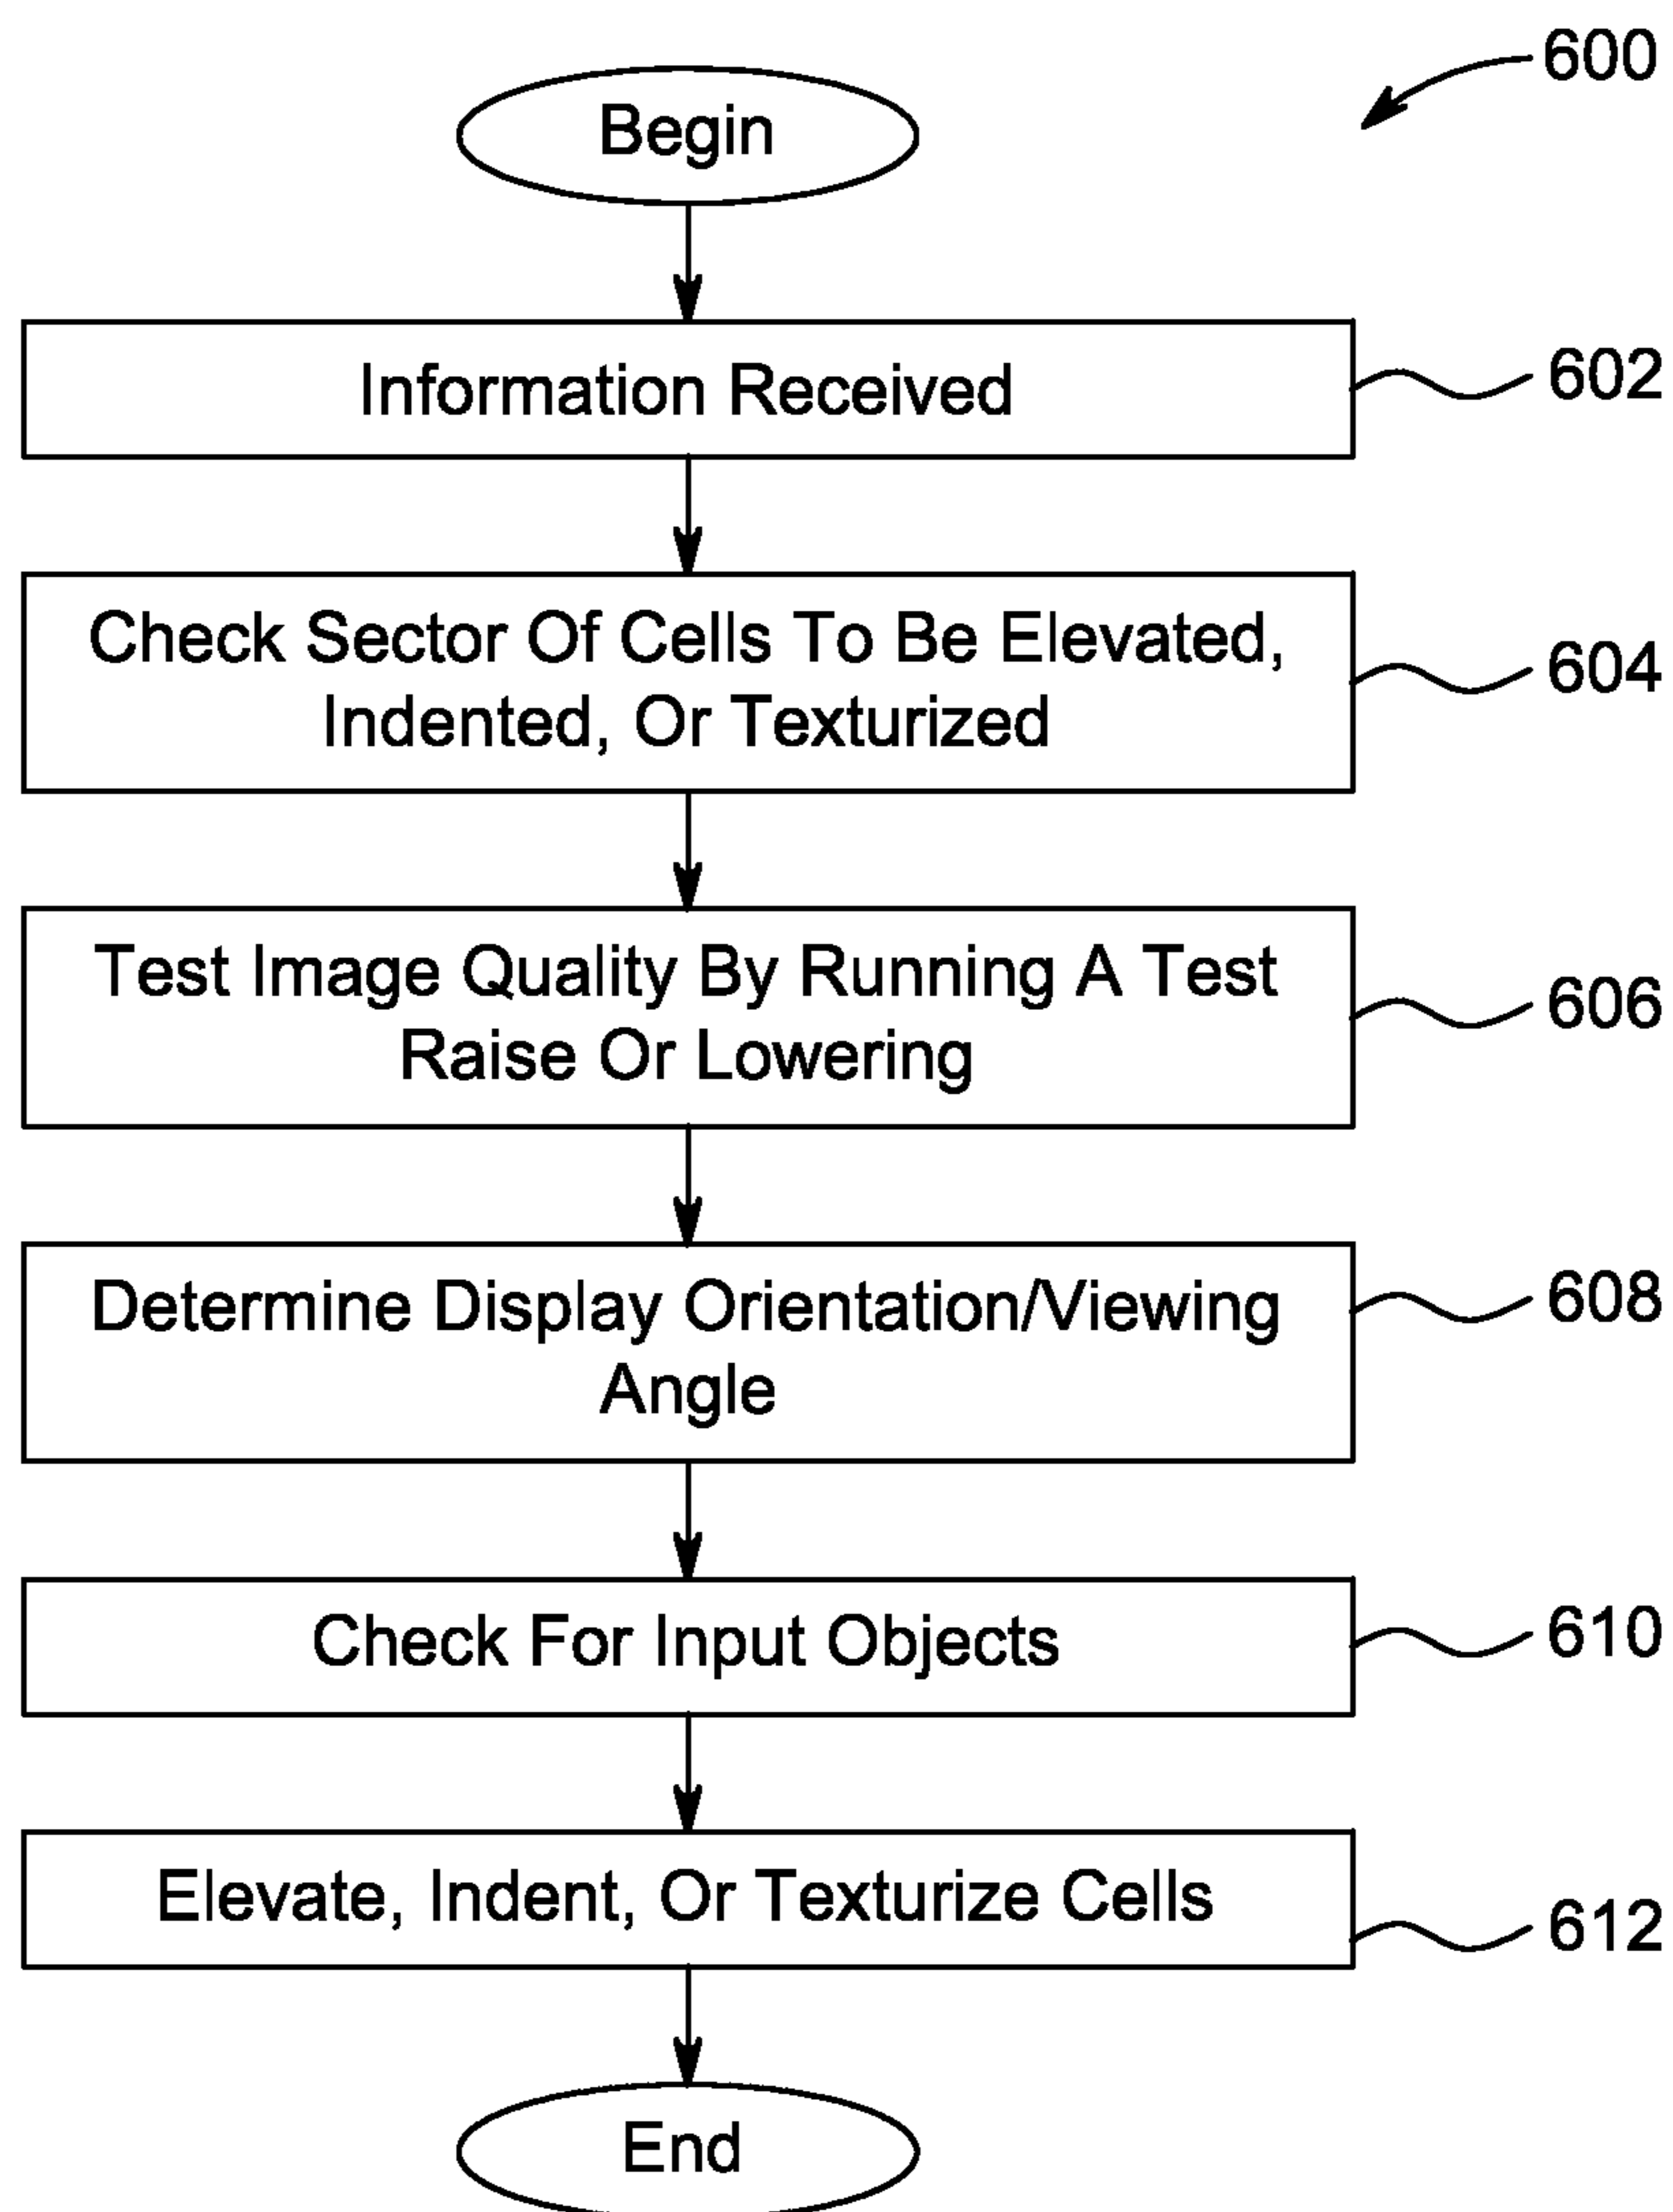 600
Begin
Information Received
602
Check Sector Of Cells To Be Elevated,
Indented, Or Texturized
604
Test Image Quality By Running A Test
Raise Or Lowering
606
Determine Display Orientation/Viewing
Angle
608
Check For Input Objects
610
Elevate, Indent, Or Texturize Cells
612
End